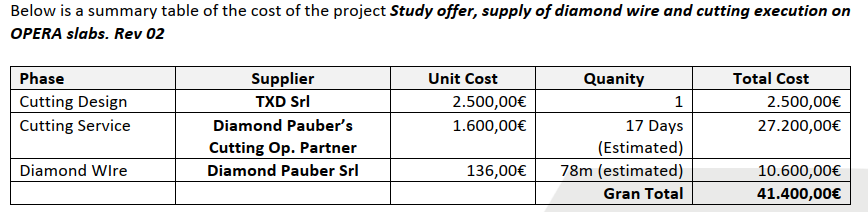 Below is a summary table of the cost of the project Study offer, supply of diamond wire and cutting execution on
OPERA slabs. Rev 02
Phase Supplier Unit Cost Quanity Total Cost
Cutting Design TXD Srl 2.500,00€ 1 2.500,00€
Cutting Service Diamond Pauber’s 1.600,00€ 17 Days 27.200,00€
Cutting Op. Partner (Estimated)
Diamond WIre Diamond Pauber Srl 136,00€ 78m (estimated) 10.600,00€
Gran Total 41.400,00€